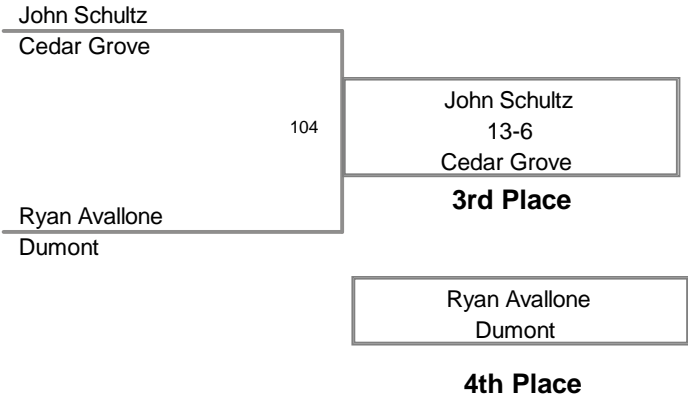 John Schultz
Cedar Grove
104
John Schultz
13-6
Cedar Grove
3rd Place
Ryan Avallone
Dumont
Ryan Avallone
Dumont
4th Place